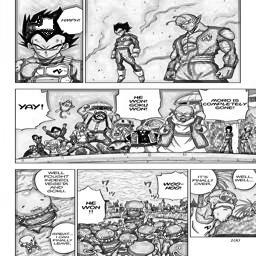 HMPH!
MORO IS
COMPLETELY
GONE!
HE
WON!
GOKU
WON!
YAY!
WELL,
WELL...
IT'S
FINALLY
OVER.
WOO-
HOO!
HE
WON
!!
WELL
FOUGHT
INDEED,
VEGETA
AND
GOKU.
GREAT...
I CAN
FINALLY
LEAVE.